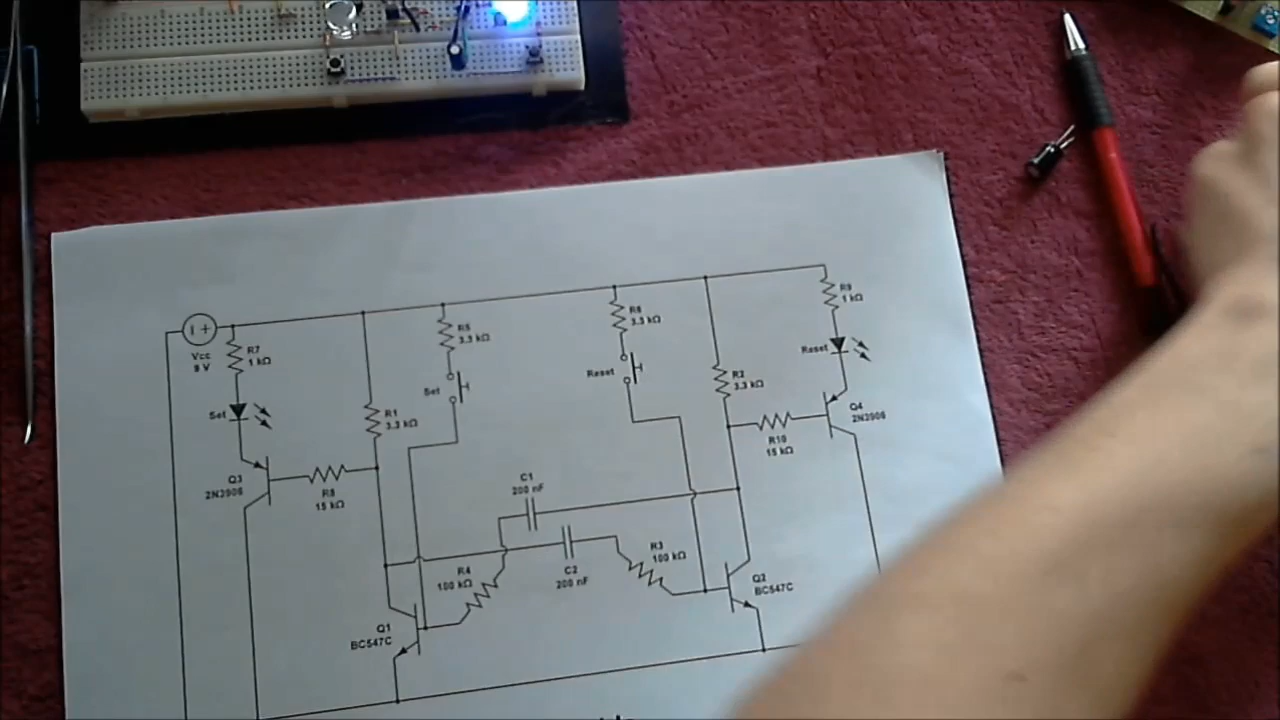 Vcc
9 V
R7
1 kΩ
Set
Q3
2N3906
R8
15 kΩ
R1
3.3 kΩ
R5
3.3 kΩ
Set
R6
3.3 kΩ
Reset
R2
3.3 kΩ
R9
1 kΩ
Reset
Q4
2N3906
R10
15 kΩ
C1
200 nF
C2
200 nF
R4
100 kΩ
R3
100 kΩ
Q1
BC547C
Q2
BC547C